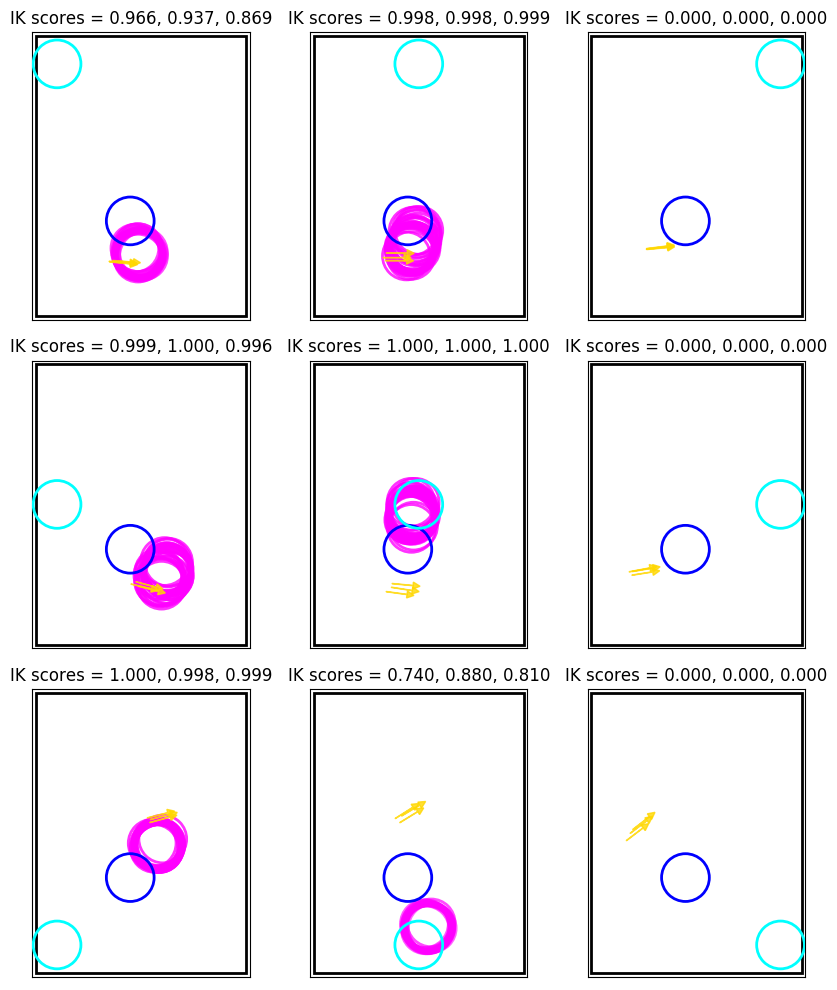 IK scores = 0.966, 0.937, 0.869
IK scores = 0.998, 0.998, 0.999
IK scores = 0.000, 0.000, 0.000
IK scores = 0.999, 1.000, 0.996
IK scores = 1.000, 1.000, 1.000
IK scores = 0.000, 0.000, 0.000
IK scores = 1.000, 0.998, 0.999
IK scores = 0.740, 0.880, 0.810
IK scores = 0.000, 0.000, 0.000